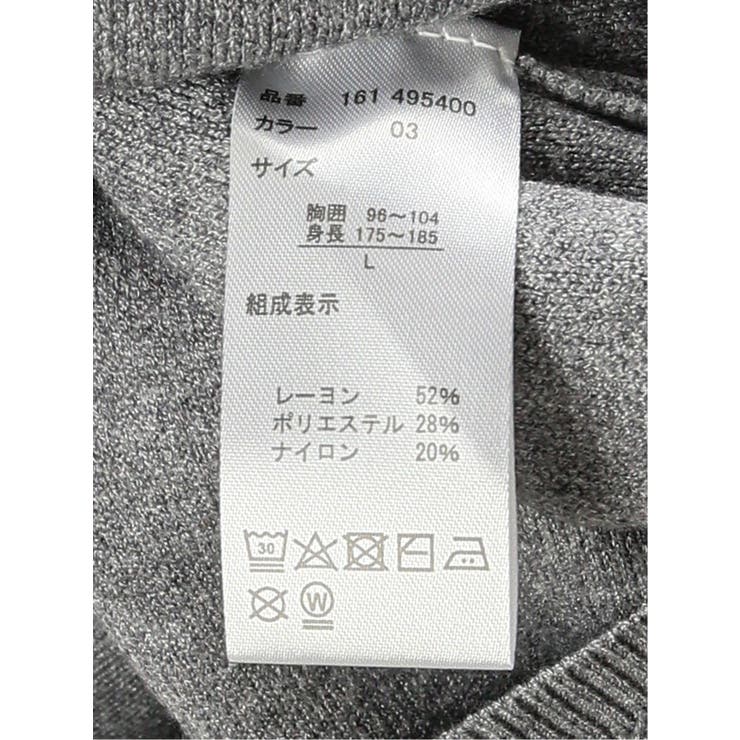 品番 161 495400
カラー 03
サイズ
胸囲 96～104
身長 175～185
L
組成表示
レーヨン 52%
ポリエステル 28%
ナイロン 20%
30
W